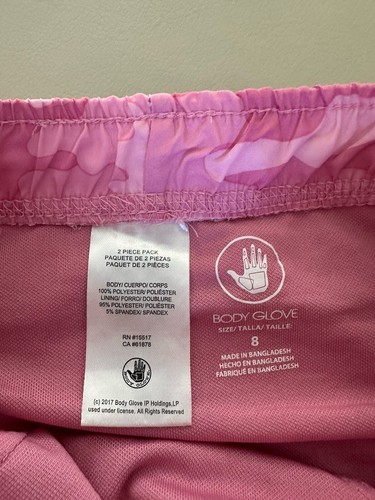 2 PIECE PACK
PAQUETE DE 2 PIEZAS
PAQUET DE 2 PIÈCES
BODY/ CUERPO/ CORPS
100% POLYESTER/ POLIÉSTER
LINING/ FORRO/ DOUBLURE
95% POLYESTER/ POLIÉSTER
5% SPANDEX/ SPANDEX
RN #15517
CA #61878
(c) 2017 Body Glove IP Holdings,LP
used under license. All Rights Reserved
BODY GLOVE
SIZE/ TALLA/ TAILLE:
8
MADE IN BANGLADESH
HECHO EN BANGLADESH
FABRIQUÉ EN BANGLADESH